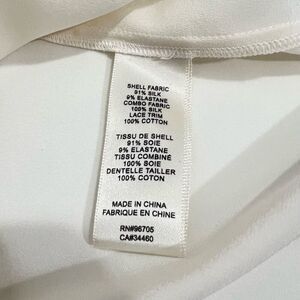 SHELL FABRIC
91% SILK
9% ELASTANE
COMBO FABRIC
100% SILK
LACE TRIM
100% COTTON
TISSU DE SHELL
91% SOIE
9% ELASTANE
TISSU COMBINÉ
100% SOIE
DENTELLE TAILLER
100% COTON
MADE IN CHINA
FABRIQUE EN CHINE
RN#96705
CA#34460